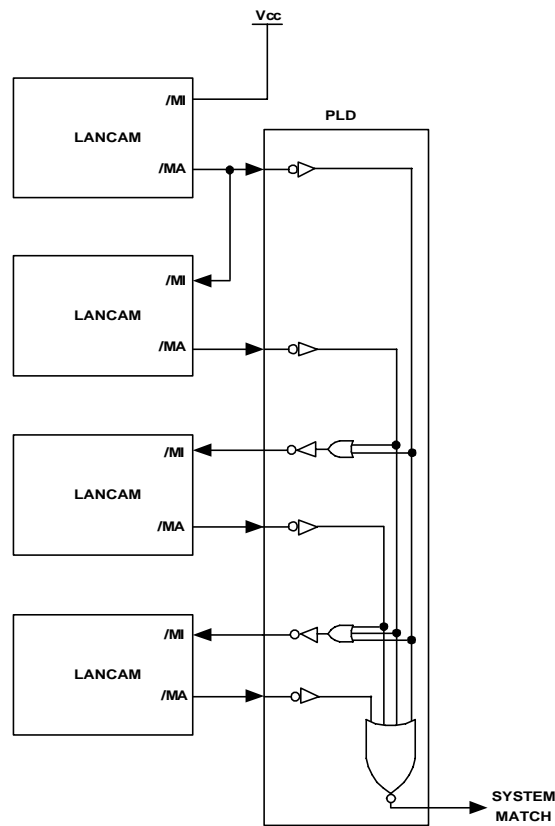 Vcc
/MI
LANCAM
/MA
PLD
/MI
LANCAM
/MA
/MI
LANCAM
/MA
/MI
LANCAM
/MA
SYSTEM
MATCH